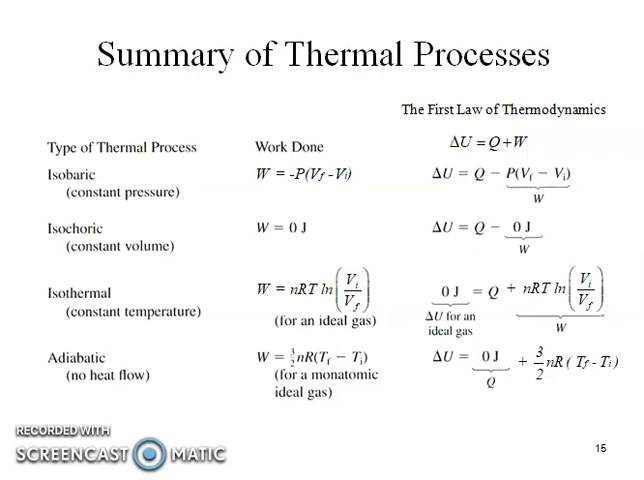 Summary of Thermal Processes
The First Law of Thermodynamics
Type of Thermal Process Work Done ΔU = Q + W
Isobaric W = -P(Vf - Vi) ΔU = Q − P(Vf − Vi)
(constant pressure) W
Isochoric W = 0 J ΔU = Q − 0 J
(constant volume) W
Isothermal W = nRT ln(Vi/Vf) 0 J = Q + nRT ln(Vi/Vf)
(constant temperature) (for an ideal gas) ΔU for an ideal gas W
Adiabatic W = 3/2 nR(Tf − Ti) ΔU = 0 J + 3/2 nR ( Tf - Ti )
(no heat flow) (for a monatomic Q
ideal gas)
RECORDED WITH
SCREENCAST MATIC
15